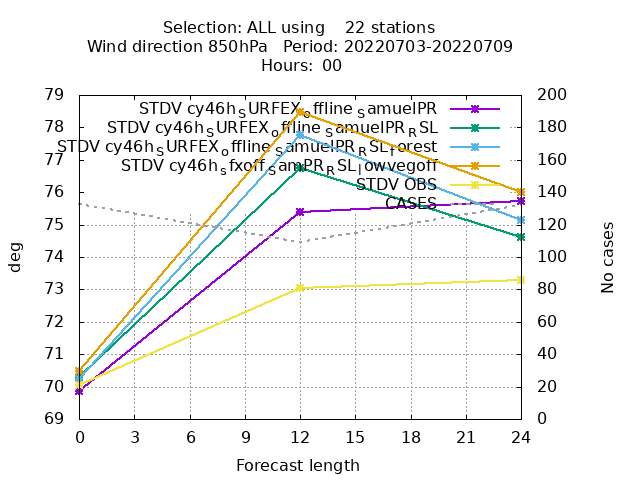 Selection: ALL using    22 stations
Wind direction 850hPa   Period: 20220703-20220709
Hours: 00
79
78
77
76
75
74
73
72
71
70
69
200
180
160
140
120
100
80
60
40
20
0
deg
No cases
STDV cy46h_SURFEX_offline_SamuelPR
STDV cy46h_SURFEX_offline_SamuelPR_RSL
STDV cy46h_SURFEX_offline_SamuelPR_RSL_forest
STDV cy46h_sfxoff_SamPR_RSL_lowvegoff
STDV OBS
CASES
0 3 6 9 12 15 18 21 24
Forecast length